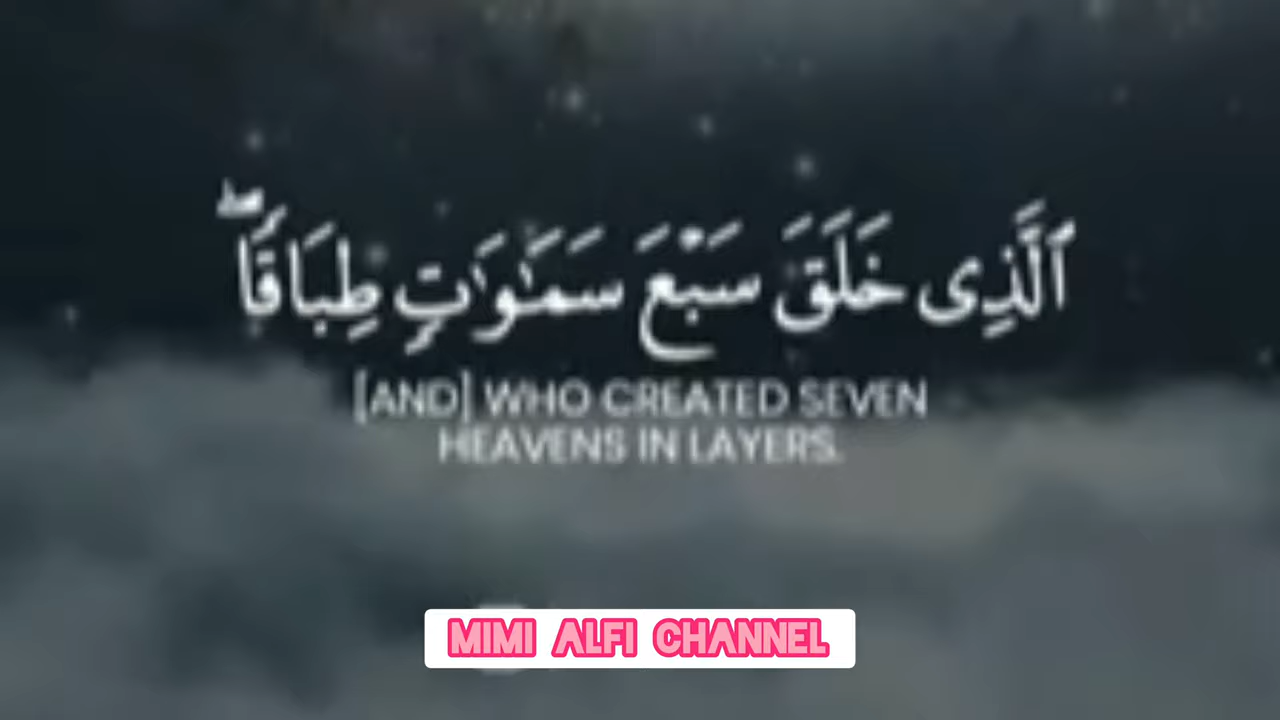 ٱلَّذِى خَلَقَ سَبْعَ سَمَـٰوَٰتٍ طِبَاقًا ۖ
[AND] WHO CREATED SEVEN
HEAVENS IN LAYERS.
MIMI ALFI CHANNEL